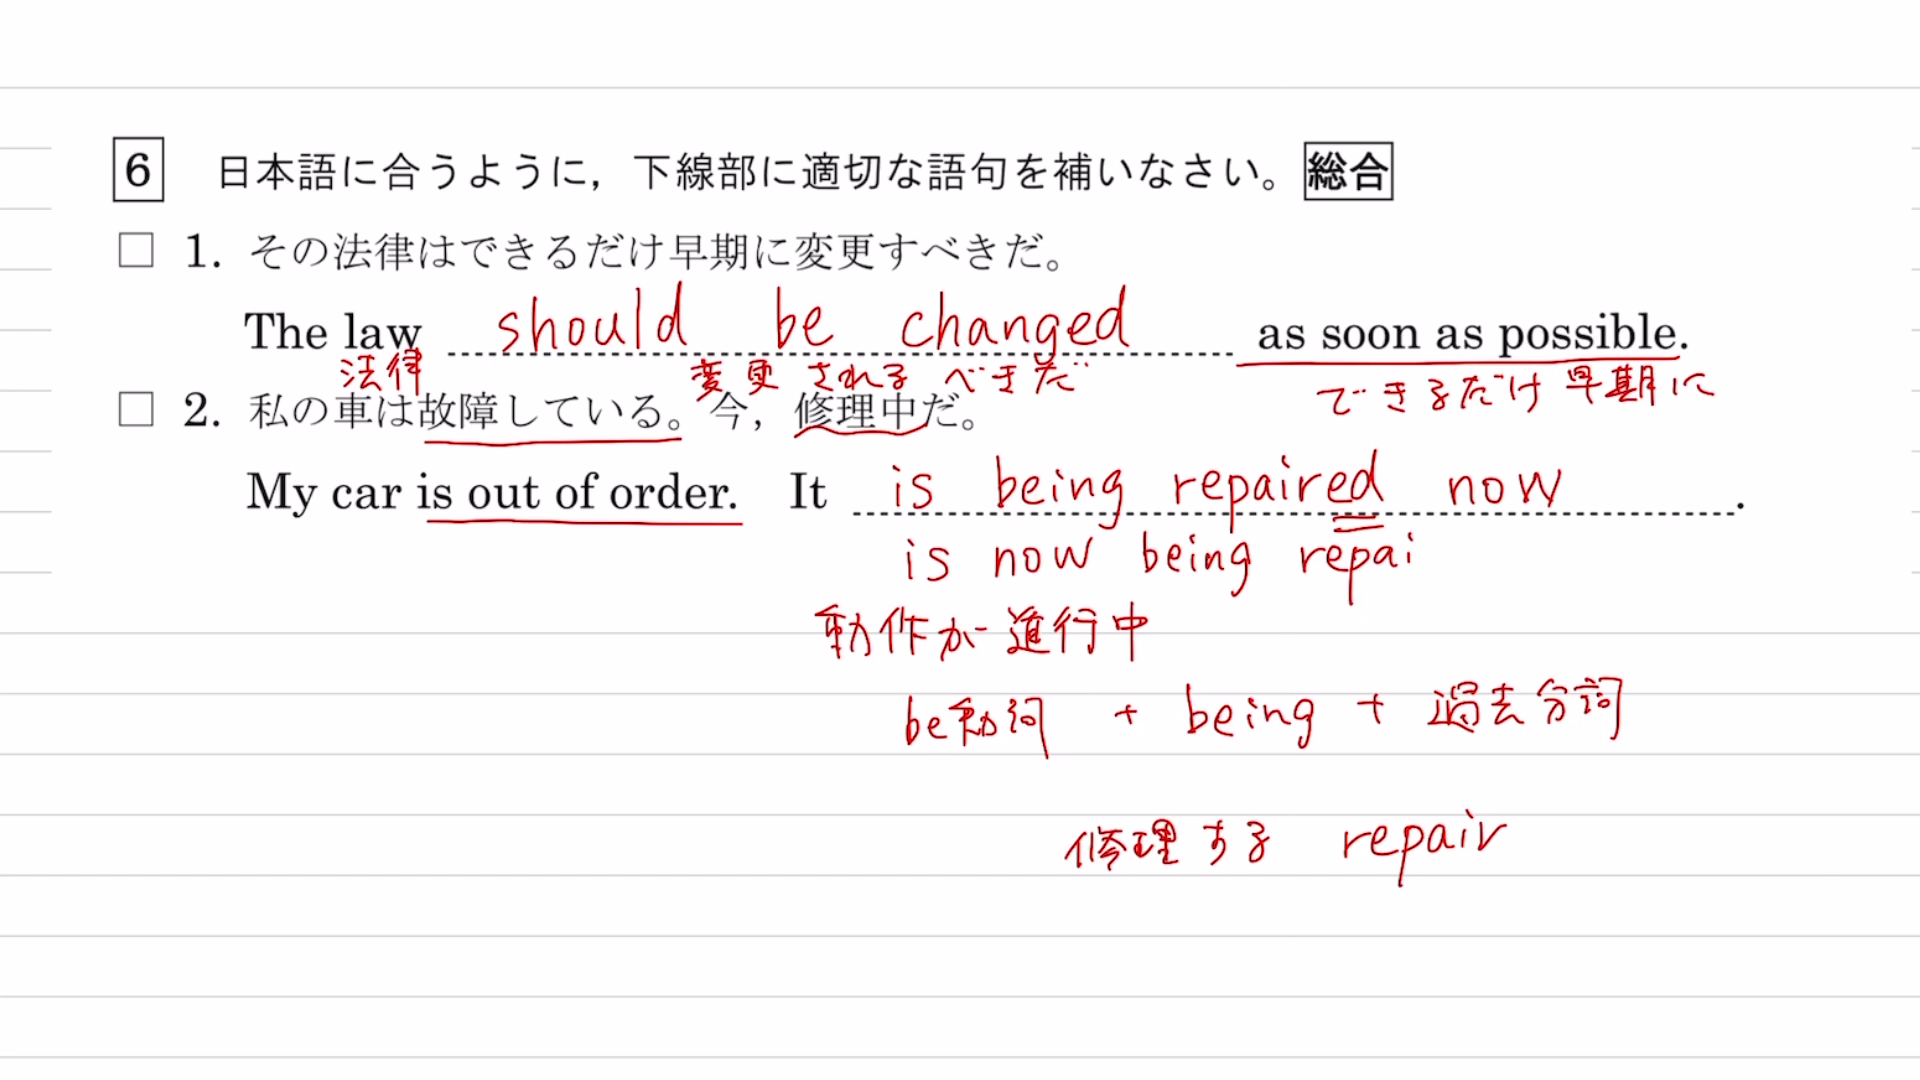 6 日本語に合うように，下線部に適切な語句を補いなさい。 総合
□ 1. その法律はできるだけ早期に変更すべきだ。
The law should be changed as soon as possible.
法律 変更 される べきだ できるだけ 早期に
□ 2. 私の車は故障している。今，修理中だ。
My car is out of order. It is being repaired now.
is now being repai
動作が進行中
be動詞 + being + 過去分詞
修理する repair